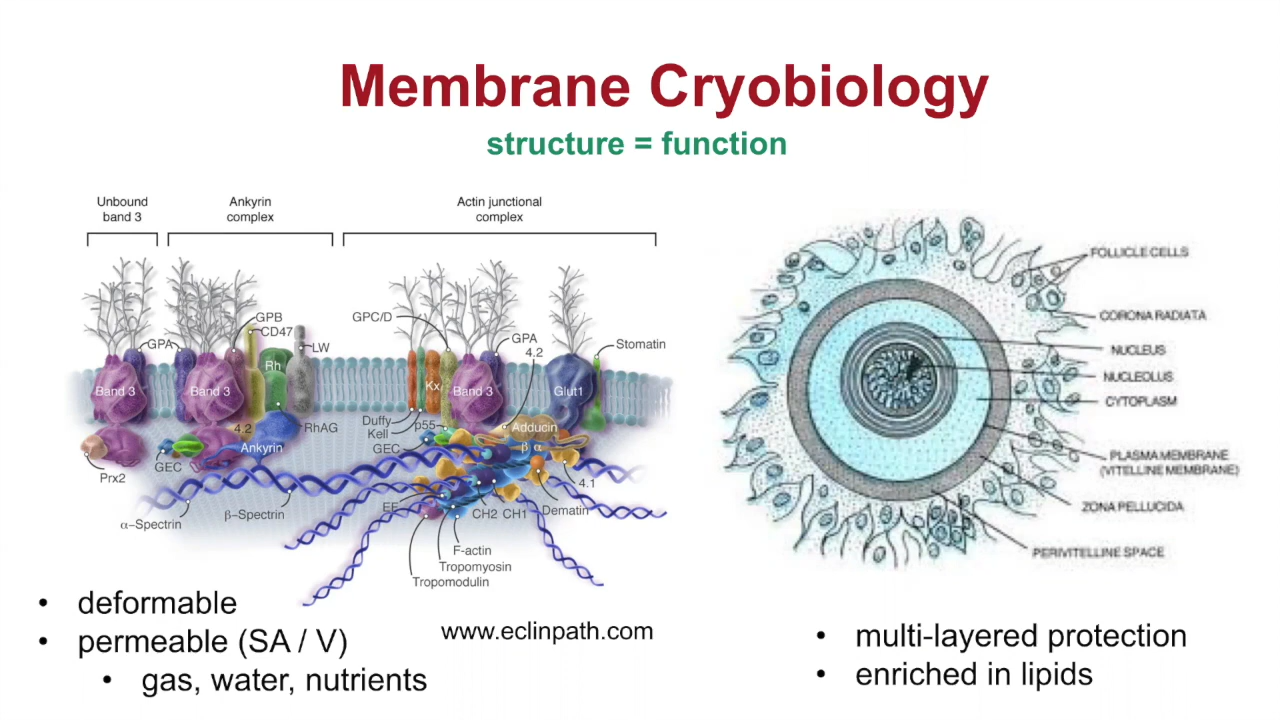 Membrane Cryobiology
structure = function
Unbound
band 3
Ankyrin
complex
Actin junctional
complex
GPA
GPB
CD47
LW
Rh
Band 3
Band 3
4.2
RhAG
Ankyrin
GEC
Prx2
α–Spectrin
β–Spectrin
GPC/D
GPA
4.2
Stomatin
Kx
Band 3
Glut1
Duffy
Kell
p55
GEC
Adducin
β α
4.1
EF
CH2 CH1
Dematin
F-actin
Tropomyosin
Tropomodulin
• deformable
• permeable (SA / V)
• gas, water, nutrients
www.eclinpath.com
FOLLICLE CELLS
CORONA RADIATA
NUCLEUS
NUCLEOLUS
CYTOPLASM
PLASMA MEMBRANE
(VITELLINE MEMBRANE)
ZONA PELLUCIDA
PERIVITELLINE SPACE
• multi-layered protection
• enriched in lipids